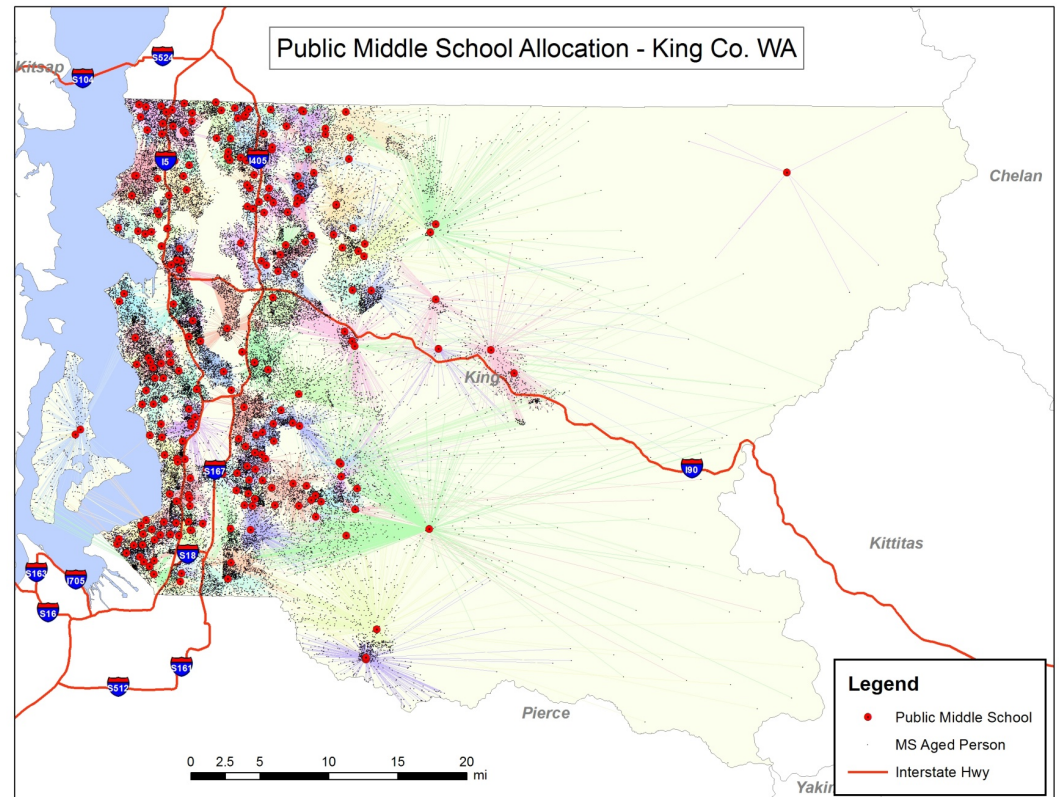 Public Middle School Allocation - King Co. WA
Kitsap
S104
S524
I5
I405
Chelan
King
S167
I90
Kittitas
S18
S163
I705
S16
S161
S512
Pierce
Legend
Public Middle School
MS Aged Person
Interstate Hwy
0 2.5 5 10 15 20
mi